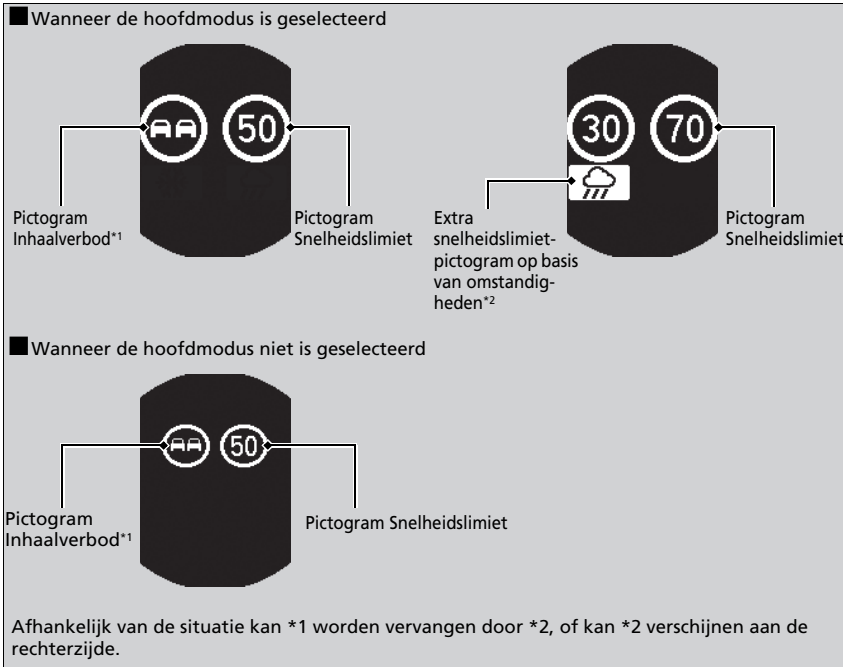 Wanneer de hoofdmodus is geselecteerd
50
30
70
Pictogram
Inhaalverbod*1
Pictogram
Snelheidslimiet
Extra
snelheidslimiet-
pictogram op basis
van omstandig-
heden*2
Pictogram
Snelheidslimiet
Wanneer de hoofdmodus niet is geselecteerd
50
Pictogram
Inhaalverbod*1
Pictogram Snelheidslimiet
Afhankelijk van de situatie kan *1 worden vervangen door *2, of kan *2 verschijnen aan de
rechterzijde.